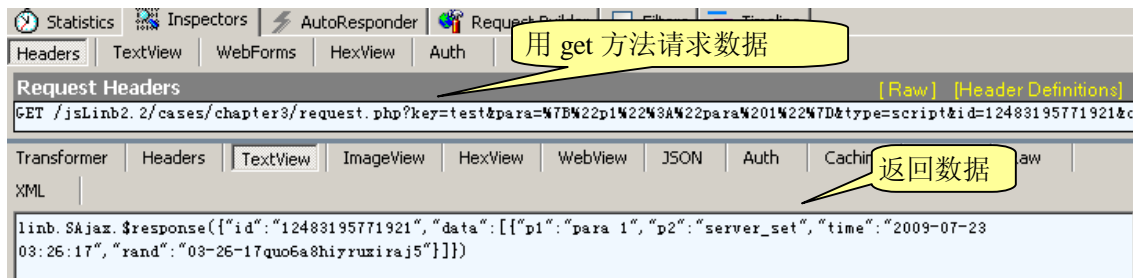 Statistics Inspectors AutoResponder Request Builder Filters Timeline
用 get 方法请求数据
Headers TextView WebForms HexView Auth
Request Headers [ Raw ] [Header Definitions]
GET /jsLinb2.2/cases/chapter3/request.php?key=test&para=%7B%22p1%22%3A%22para%201%22%7D&type=script&id=12483195771921&c
Transformer Headers TextView ImageView HexView WebView JSON Auth
返回数据
XML
linb.SAjax.$response({"id":"12483195771921","data":[{"p1":"para 1","p2":"server_set","time":"2009-07-23
03:26:17","rand":"03-26-17quo6a8hiyruxiraj5"}]})